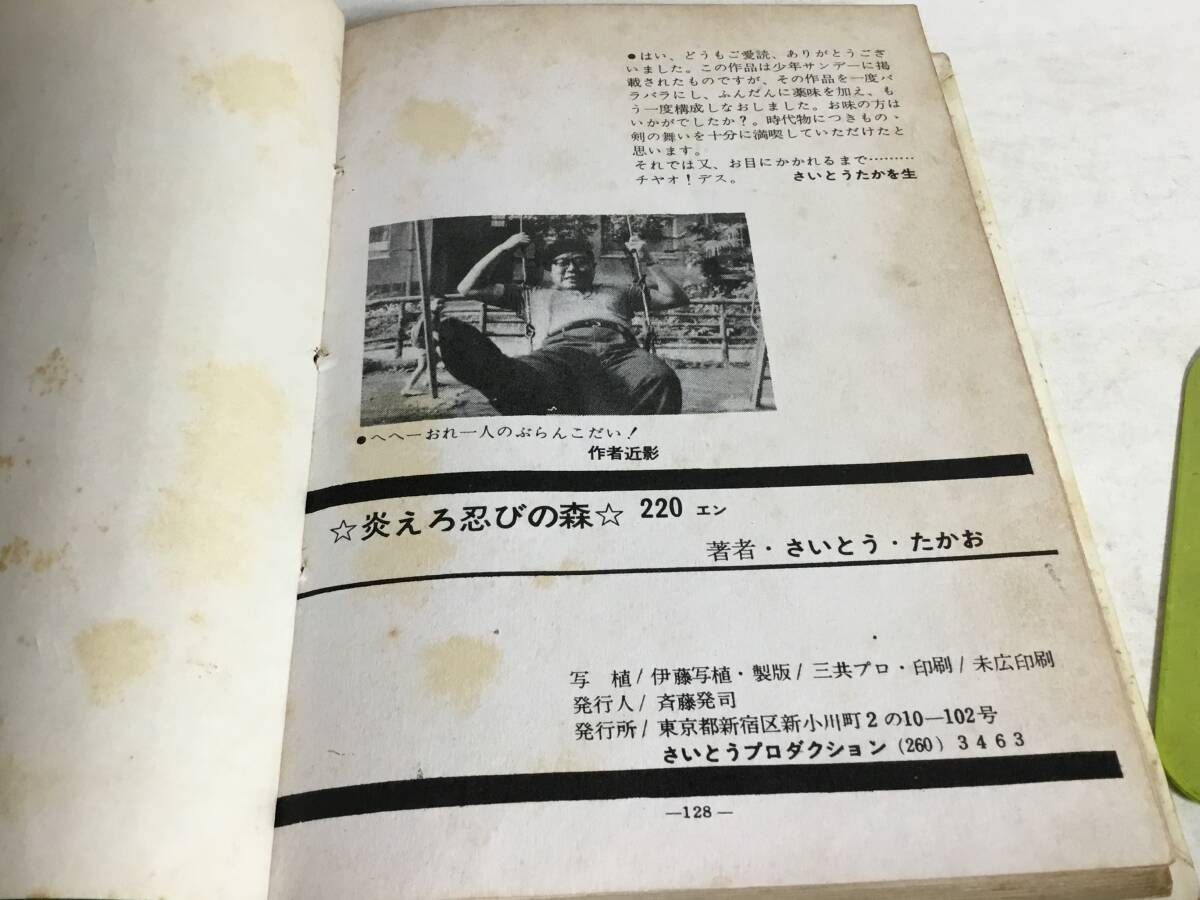 ●はい、どうもご愛読、ありがとうござ
いました。この作品は少年サンデーに掲
載されたものですが、その作品を一度バ
ラバラにし、ふんだんに薬味を加え、も
う一度構成しなおしました。お味の方は
いかがでしたか？。時代物につきもの、
剣の舞いを十分に満喫していただけたと
思います。
それでは又、お目にかかれるまで………
チヤオ！デス。 さいとうたかを生
●へヘーおれ一人のぶらんこだい！
作者近影
☆炎えろ忍びの森☆ 220 エン
著者・さいとう・たかお
写 植/伊藤写植・製版/三共プロ・印刷/末広印刷
発行人/斉藤発司
発行所/東京都新宿区新小川町2の10—102号
さいとうプロダクション (260) 3463
—128—